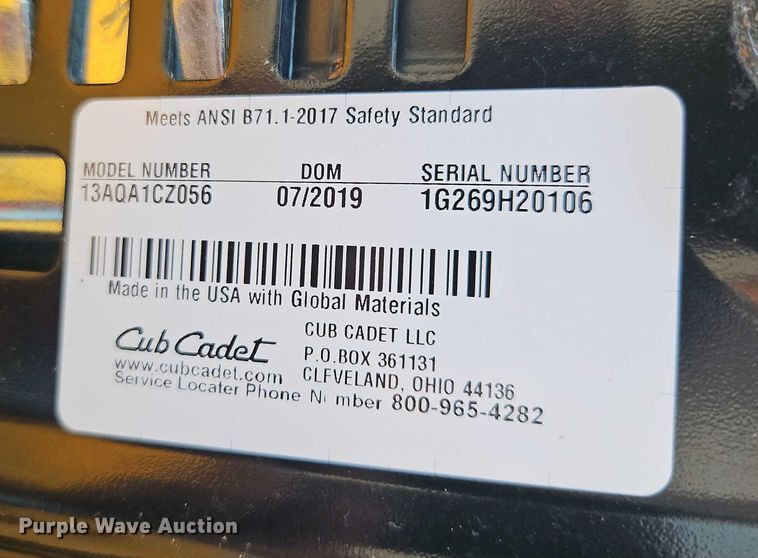 Meets ANSI B71.1-2017 Safety Standard
MODEL NUMBER DOM SERIAL NUMBER
13AQA1CZ056 07/2019 1G269H20106
Made in the USA with Global Materials
Cub Cadet
CUB CADET LLC
P.O.BOX 361131
CLEVELAND, OHIO 44136
www.cubcadet.com
Service Locater Phone Number 800-965-4282
Purple Wave Auction